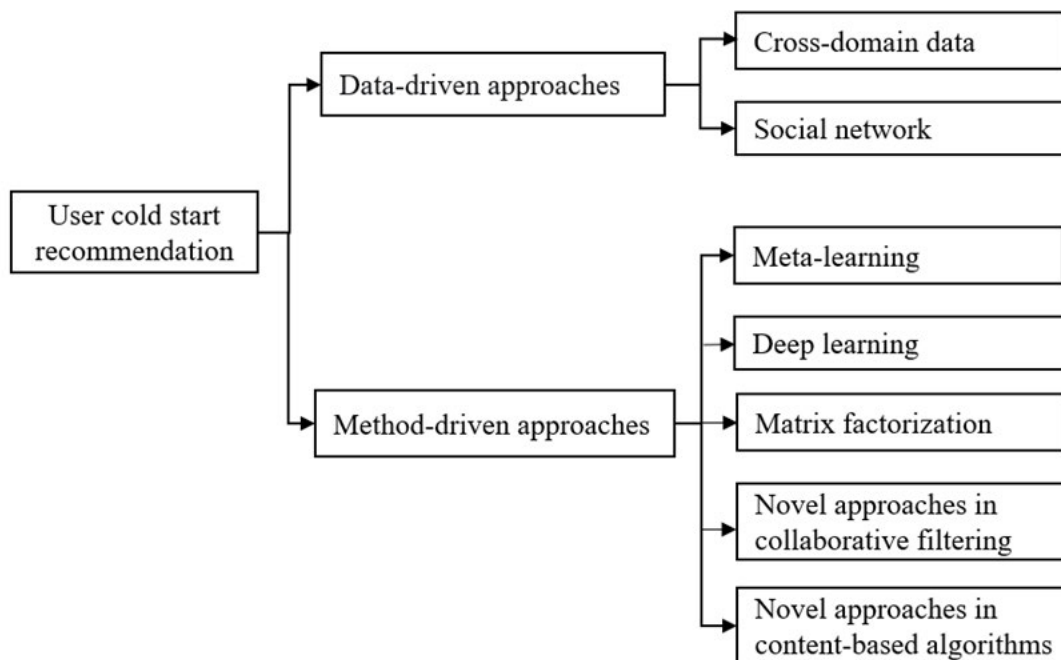 Cross-domain data
Data-driven approaches
Social network
User cold start
recommendation
Meta-learning
Deep learning
Matrix factorization
Method-driven approaches
Novel approaches in
collaborative filtering
Novel approaches in
content-based algorithms